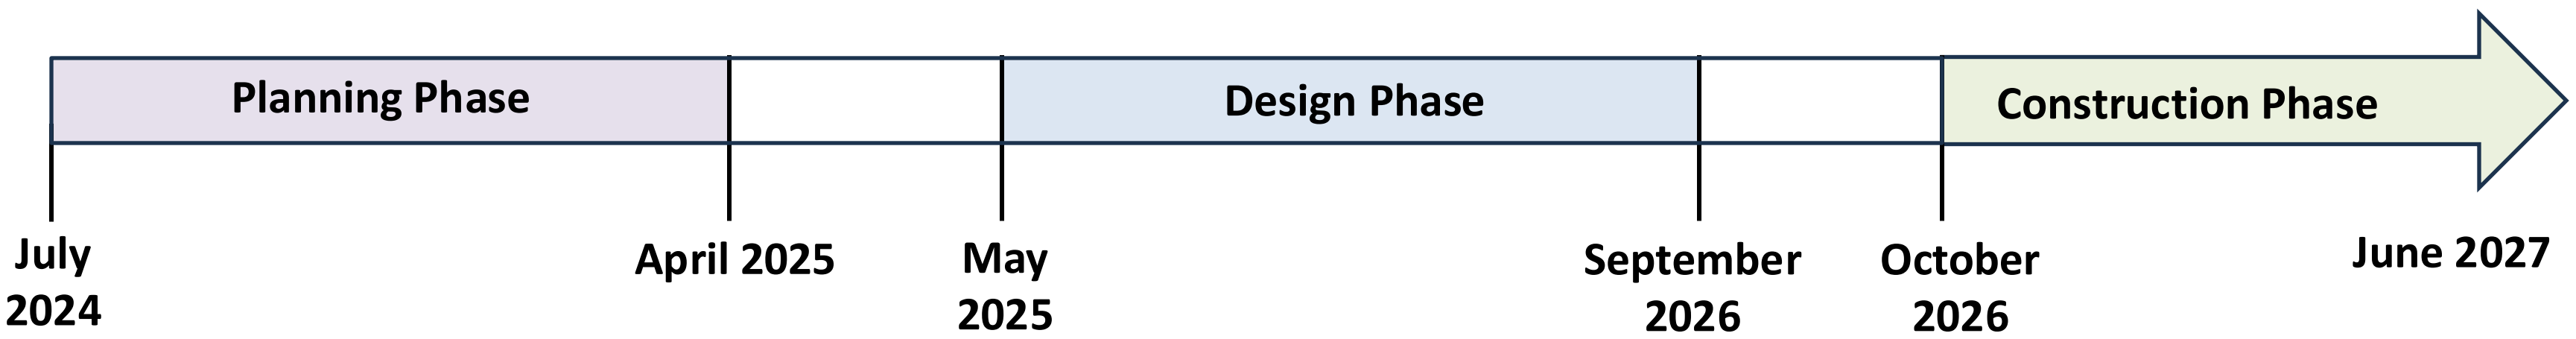 Planning Phase
Design Phase
Construction Phase
July
2024
April 2025
May
2025
September
2026
October
2026
June 2027